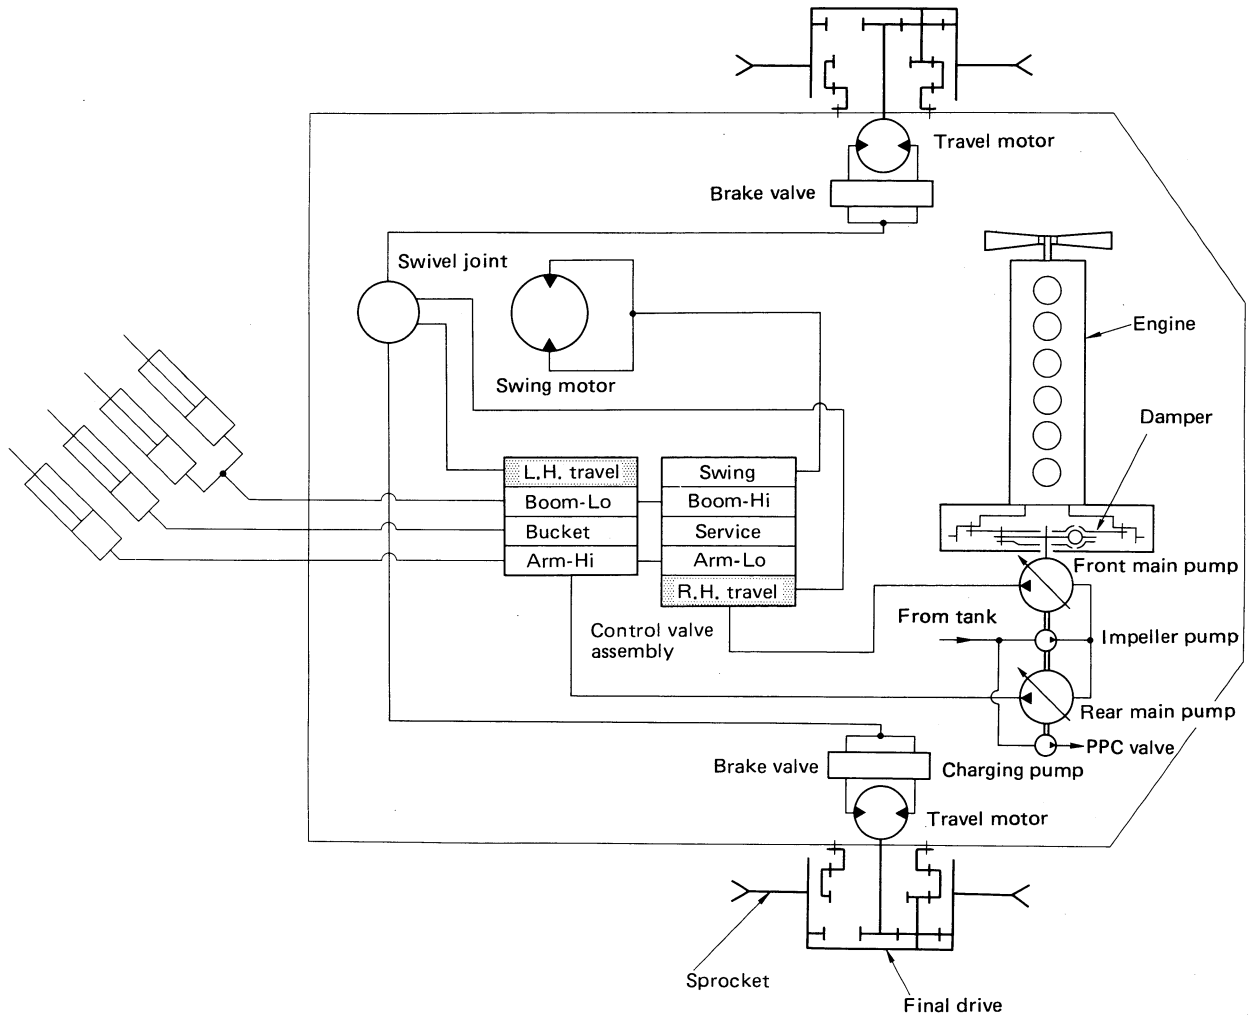 Travel motor
Brake valve
Swivel joint
Swing motor
Engine
Damper
L.H. travel
Boom-Lo
Bucket
Arm-Hi
Swing
Boom-Hi
Service
Arm-Lo
R.H. travel
Control valve
assembly
Front main pump
From tank
Impeller pump
Rear main pump
PPC valve
Charging pump
Brake valve
Travel motor
Sprocket
Final drive